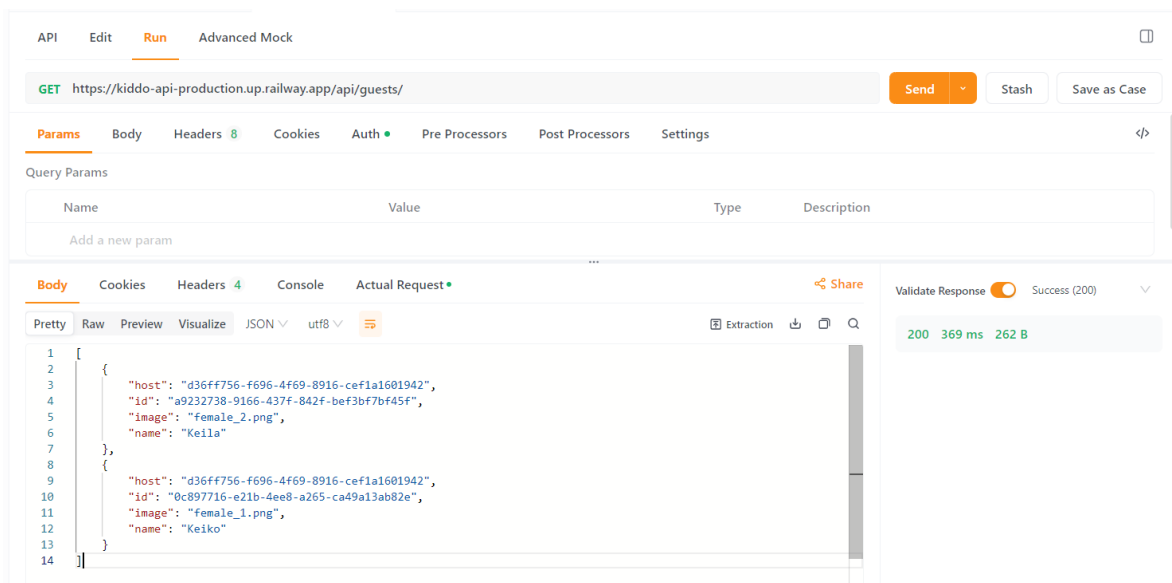 API Edit Run Advanced Mock
GET https://kiddo-api-production.up.railway.app/api/guests/ Send Stash Save as Case
Params Body Headers 8 Cookies Auth Pre Processors Post Processors Settings </>
Query Params
Name Value Type Description
Add a new param
Body Cookies Headers 4 Console Actual Request Share
Validate Response Success (200)
Pretty Raw Preview Visualize JSON utf8 Extraction
200 369 ms 262 B
1 [
2 {
3 "host": "d36ff756-f696-4f69-8916-cef1a1601942",
4 "id": "a9232738-9166-437f-842f-bef3bf7bf45f",
5 "image": "female_2.png",
6 "name": "Keila"
7 },
8 {
9 "host": "d36ff756-f696-4f69-8916-cef1a1601942",
10 "id": "0c897716-e21b-4ee8-a265-ca49a13ab82e",
11 "image": "female_1.png",
12 "name": "Keiko"
13 }
14 ]